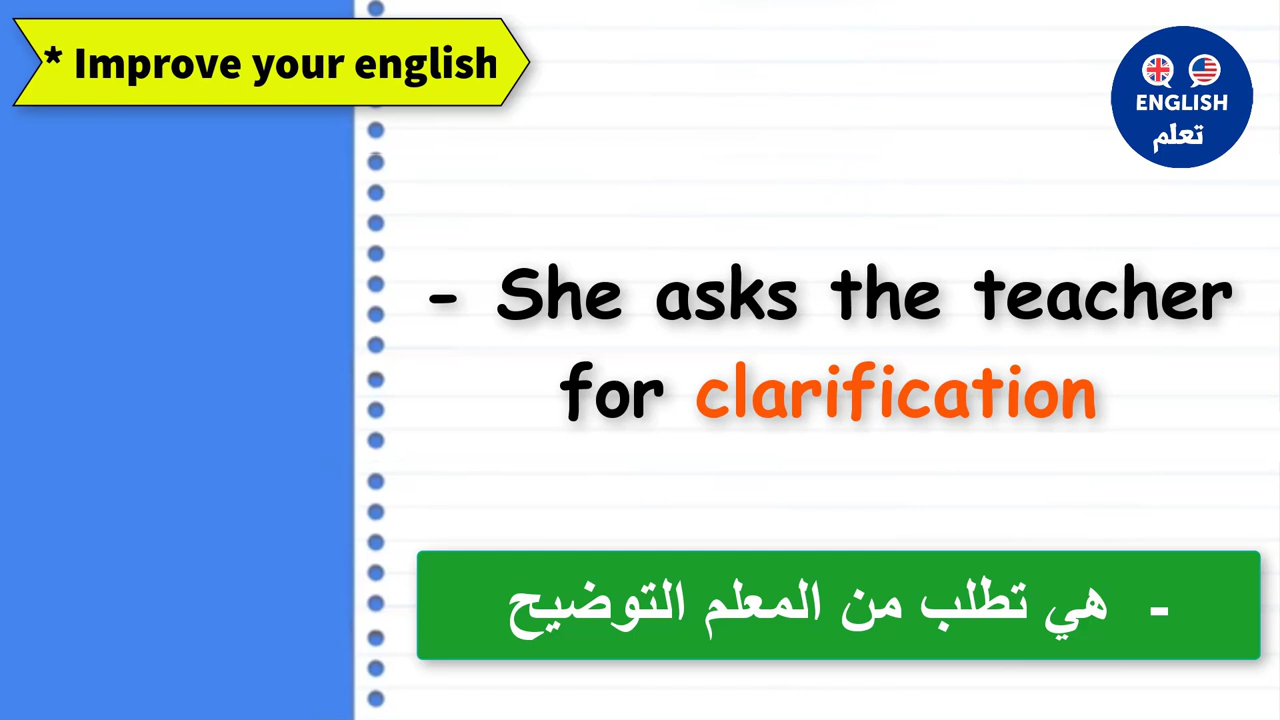 * Improve your english
ENGLISH
تعلم
- She asks the teacher
for clarification
- هي تطلب من المعلم التوضيح